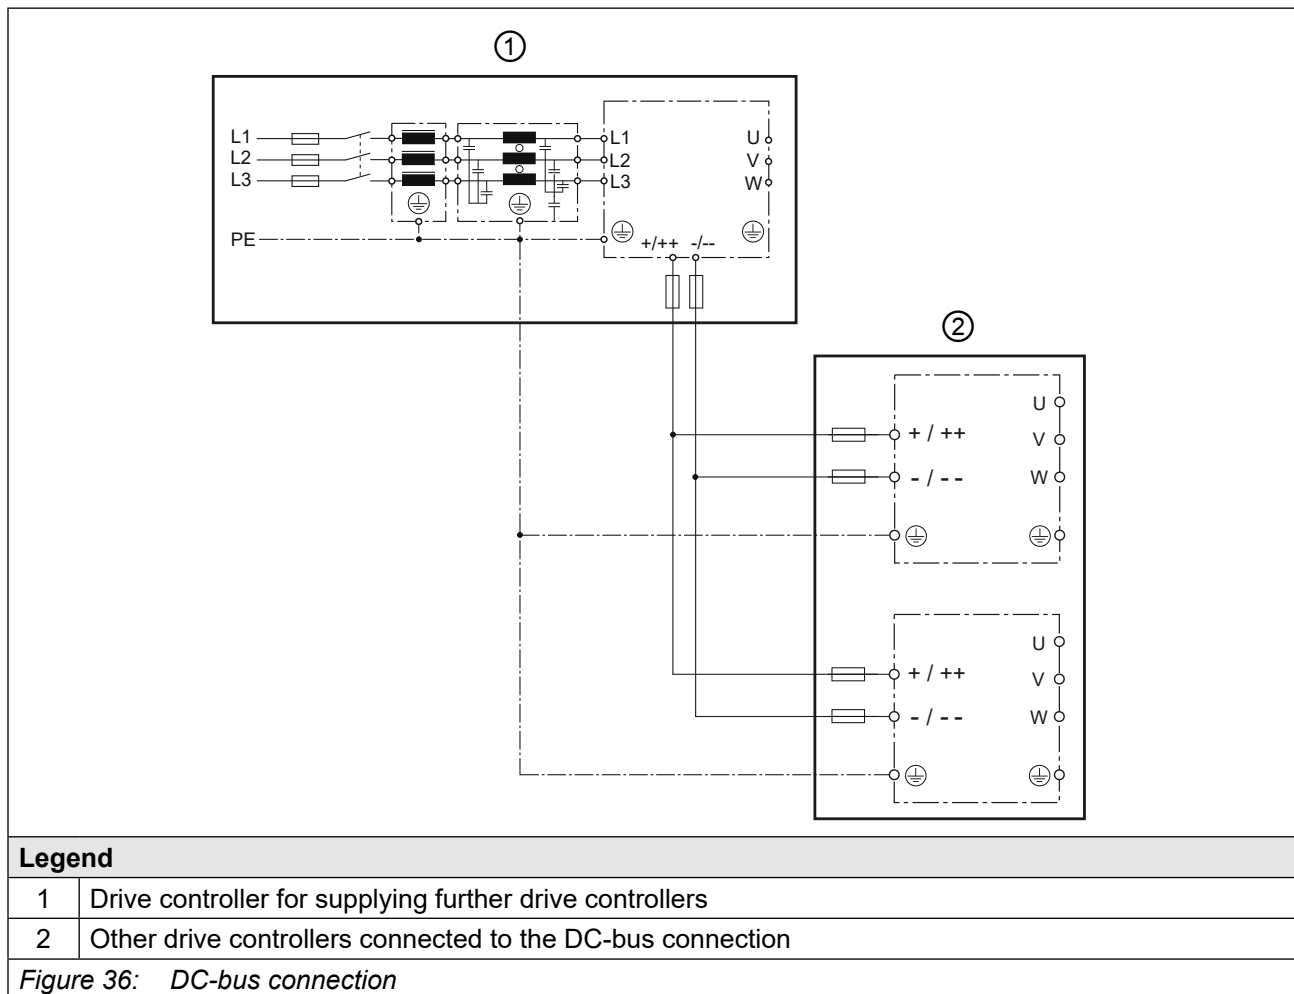 ①
L1 L1 U
L2 L2 V
L3 L3 W
PE
+/++ -/--
②
U
+ / ++ V
- / - - W
U
+ / ++ V
- / - - W
Legend
1 Drive controller for supplying further drive controllers
2 Other drive controllers connected to the DC-bus connection
Figure 36: DC-bus connection